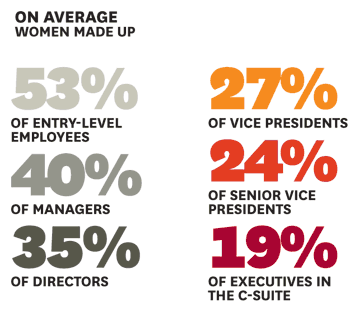 ON AVERAGE
WOMEN MADE UP
53%
OF ENTRY-LEVEL
EMPLOYEES
40%
OF MANAGERS
35%
OF DIRECTORS
27%
OF VICE PRESIDENTS
24%
OF SENIOR VICE
PRESIDENTS
19%
OF EXECUTIVES IN
THE C-SUITE